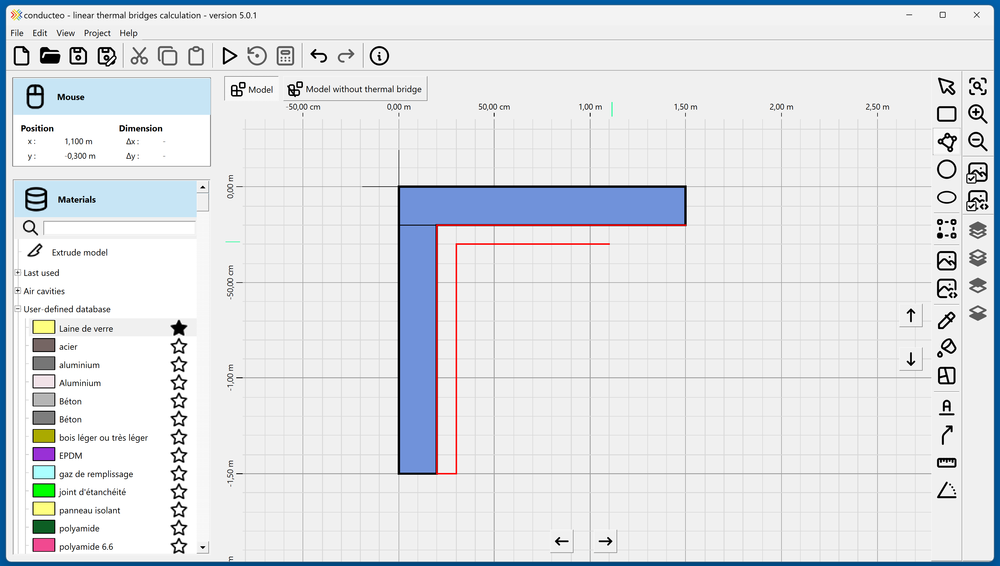 conducteo - linear thermal bridges calculation - version 5.0.1
File Edit View Project Help
Mouse
Position Dimension
x : 1,100 m Δx : -
y : -0,300 m Δy : -
Materials
Extrude model
Last used
Air cavities
User-defined database
Laine de verre
acier
aluminium
Aluminium
Béton
Béton
bois léger ou très léger
EPDM
gaz de remplissage
joint d'étanchéité
panneau isolant
polyamide
polyamide 6.6
Model Model without thermal bridge
-50,00 cm 0,00 m 50,00 cm 1,00 m 1,50 m 2,00 m 2,50 m
0,00 m
-50,00 cm
-1,00 m
-1,50 m
m
A